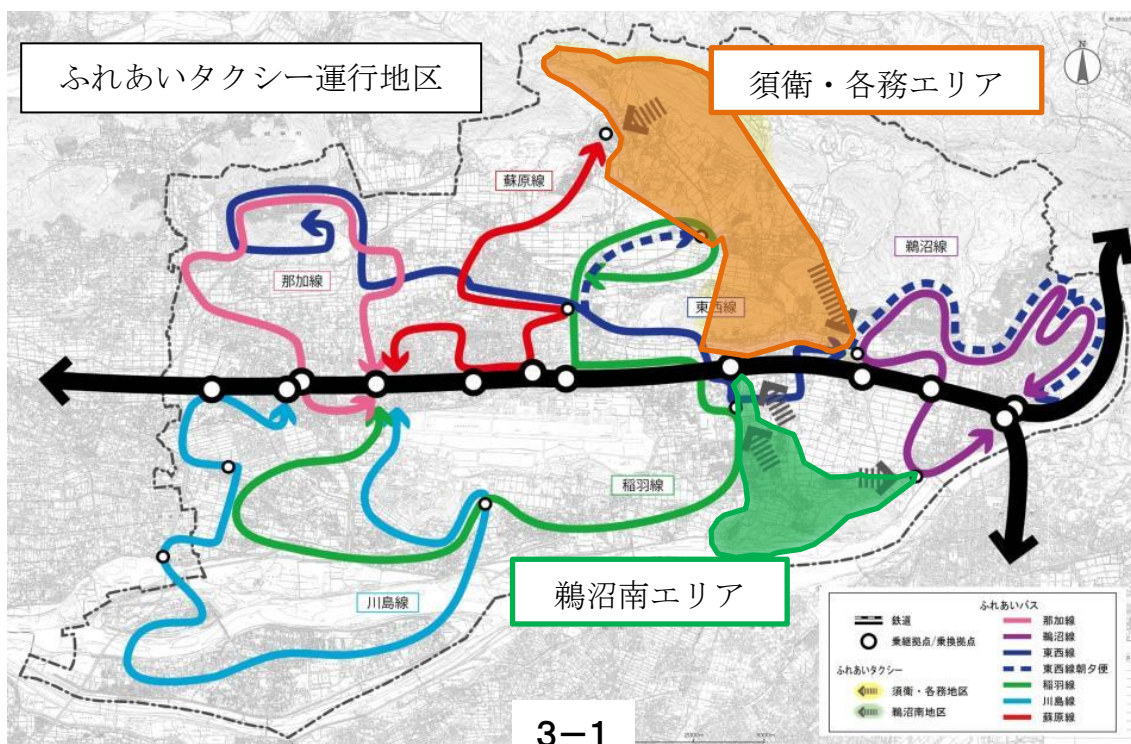 ふれあいタクシー運行地区
須衛・各務エリア
N
蘇原線
鵜沼線
那加線
東西線
稲羽線
鵜沼南エリア
川島線
ふれあいバス
鉄道
乗継拠点/乗換拠点
ふれあいタクシー
須衛・各務地区
鵜沼南地区
那加線
鵜沼線
東西線
東西線朝夕便
稲羽線
川島線
蘇原線
3-1